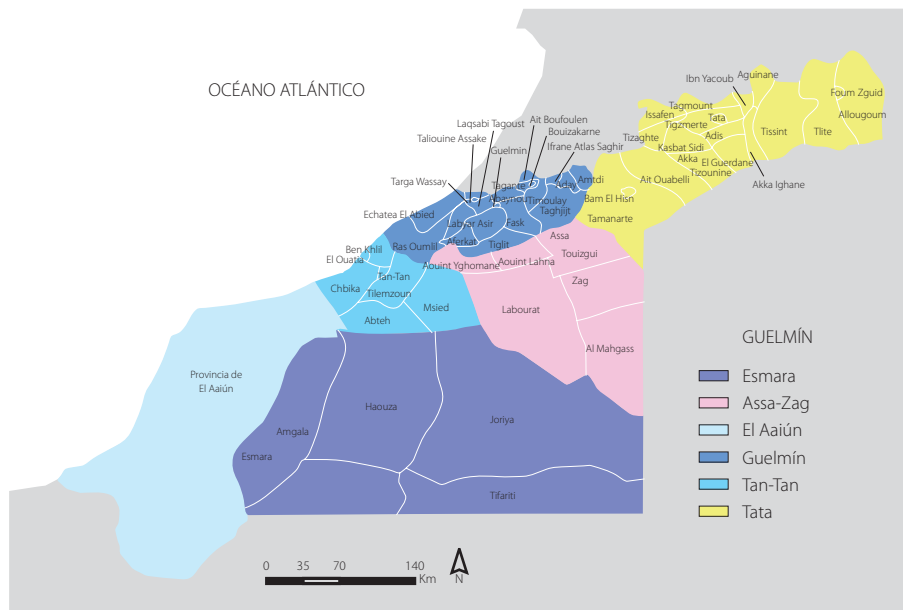 OCÉANO ATLÁNTICO
Ibn Yacoub
Aguinane
Foum Zguid
Allougoum
Tagmount
Issafen
Tata
Tigzmerte
Tizaghte
Adis
Tissint
Tlite
Kasbat Sidi
Akka
El Guerdane
Tizounine
Akka Ighane
Ait Ouabelli
Bam El Hisn
Tamanarte
Ait Boufoulen
Laqsabi Tagoust
Bouizakarne
Taliouine Assake
Ifrane Atlas Saghir
Guelmin
Targa Wassay
Tagante
Aday
Amtdi
Abaynou
Timoulay
Taghjijt
Echatea El Abied
Labyar Asir
Fask
Ras Oumlil
Aferkat
Tiglit
Assa
Touizgui
Ben Khlil
El Ouatia
Aouint Yghomane
Aouint Lahna
Zag
Tan-Tan
Chbika
Tilemzoun
Msied
Abteh
Labourat
Al Mahgass
Provincia de
El Aaiún
Haouza
Joriya
Amgala
Esmara
Tifariti
GUELMÍN
Esmara
Assa-Zag
El Aaiún
Guelmín
Tan-Tan
Tata
0 35 70 140
Km
N